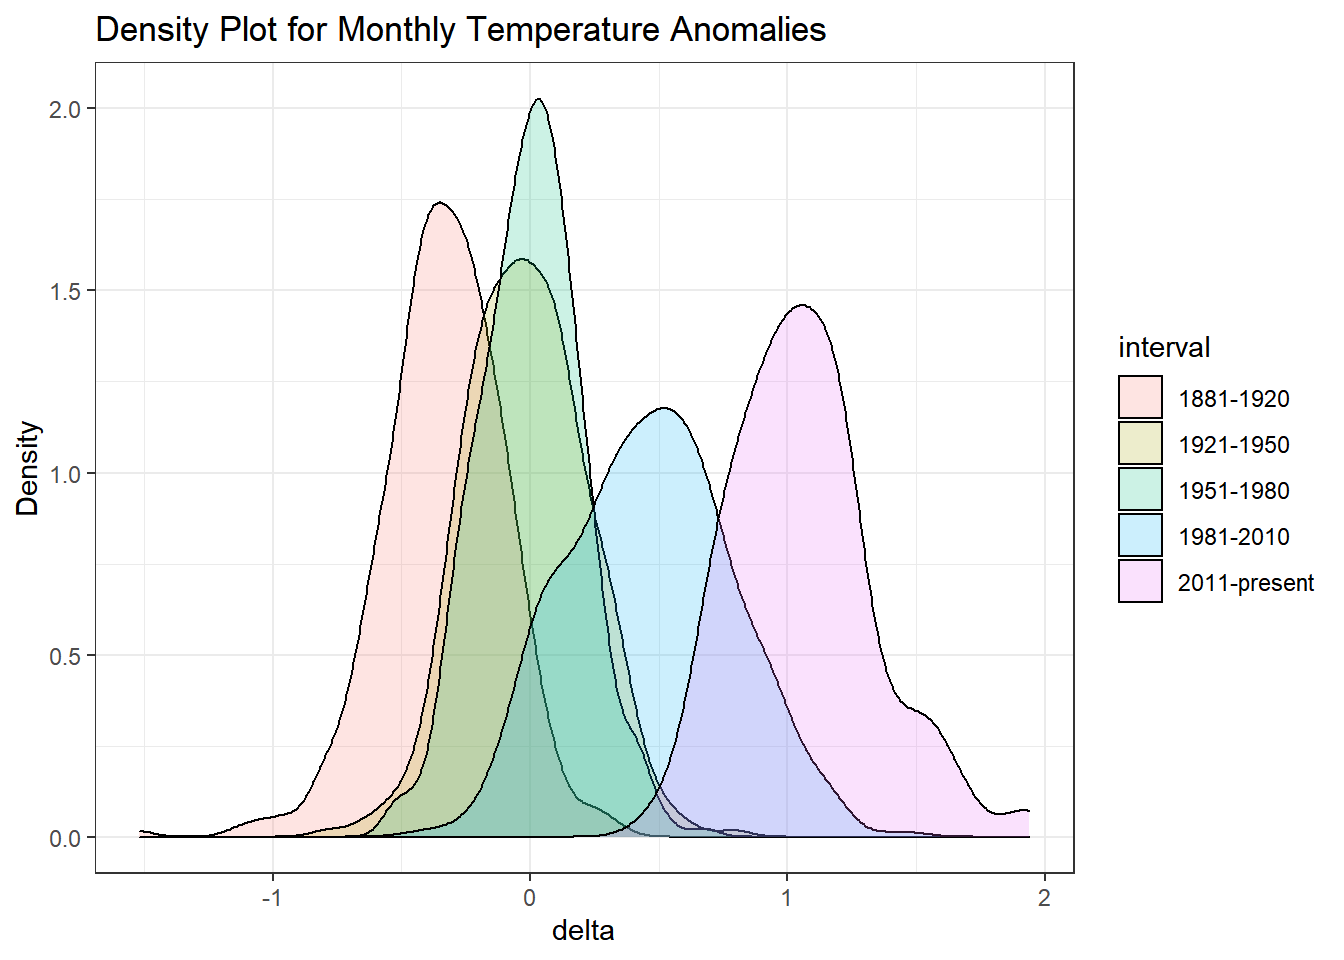 Density Plot for Monthly Temperature Anomalies
2.0
1.5
1.0
0.5
0.0
Density
-1
0
1
2
delta
interval
1881-1920
1921-1950
1951-1980
1981-2010
2011-present